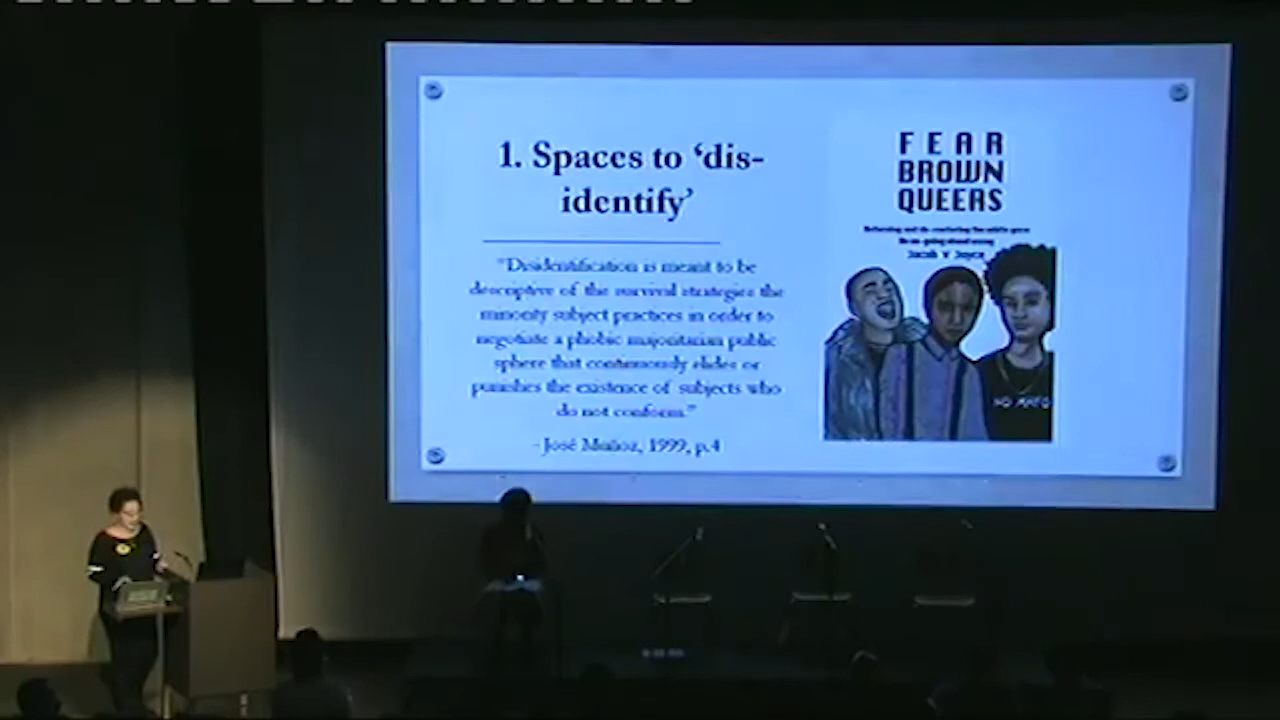 1. Spaces to ‘dis-
identify’
"Disidentification is meant to be
descriptive of the survival strategies the
minority subject practices in order to
negotiate a phobic majoritarian public
sphere that continuously elides or
punishes the existence of subjects who
do not conform."
- José Muñoz, 1999, p.4
FEAR
BROWN
QUEERS
Jacob V Joyce